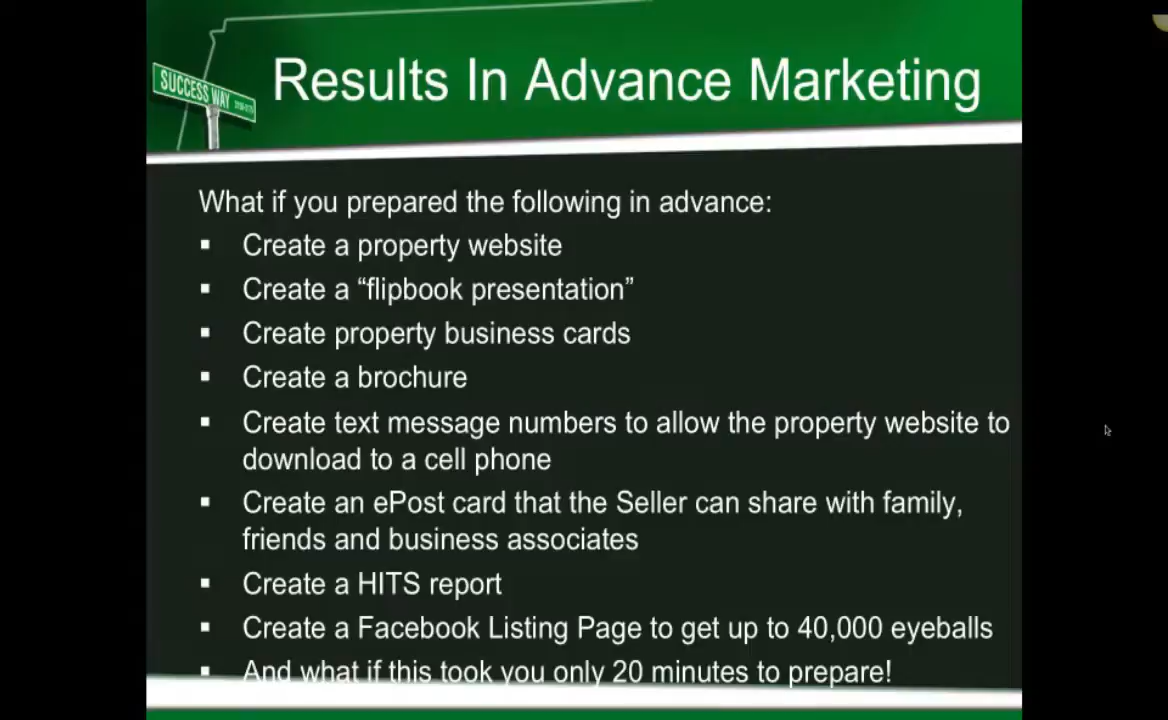 SUCCESS WAY
Results In Advance Marketing
What if you prepared the following in advance:
▪ Create a property website
▪ Create a “flipbook presentation”
▪ Create property business cards
▪ Create a brochure
▪ Create text message numbers to allow the property website to
download to a cell phone
▪ Create an ePost card that the Seller can share with family,
friends and business associates
▪ Create a HITS report
▪ Create a Facebook Listing Page to get up to 40,000 eyeballs
▪ And what if this took you only 20 minutes to prepare!